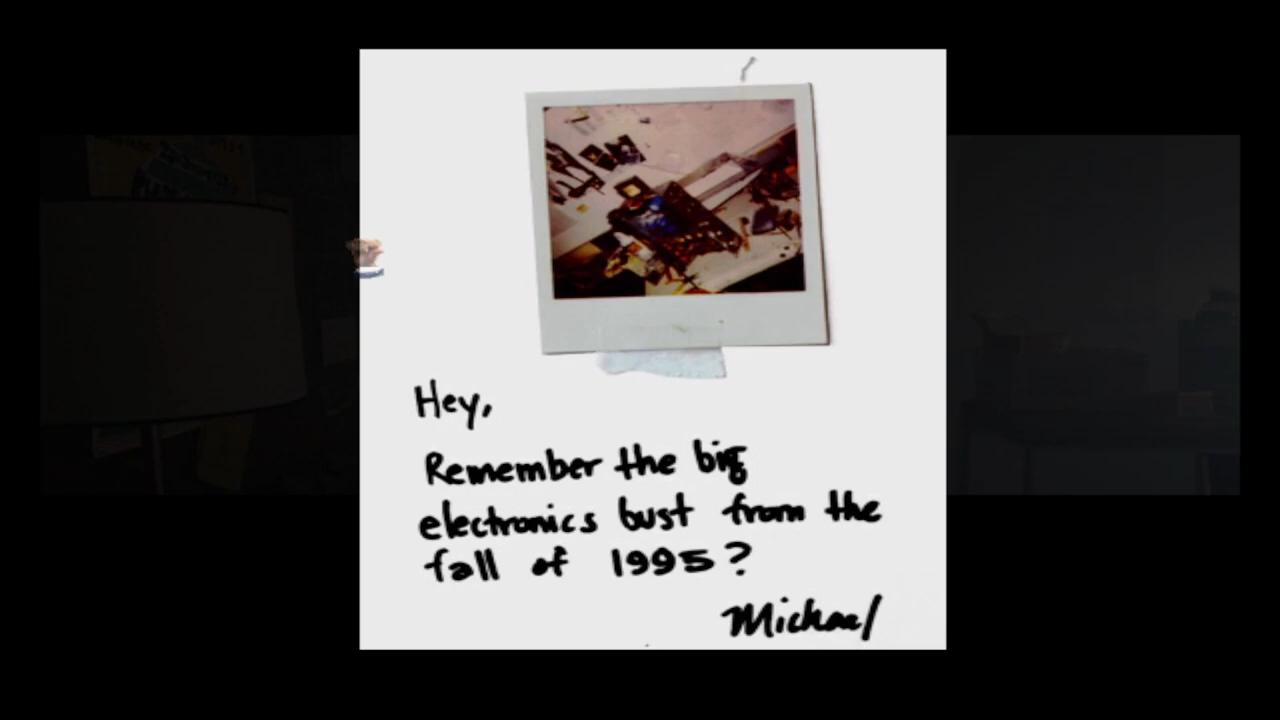 Hey,
Remember the big
electronics bust from the
fall of 1995?
Michael